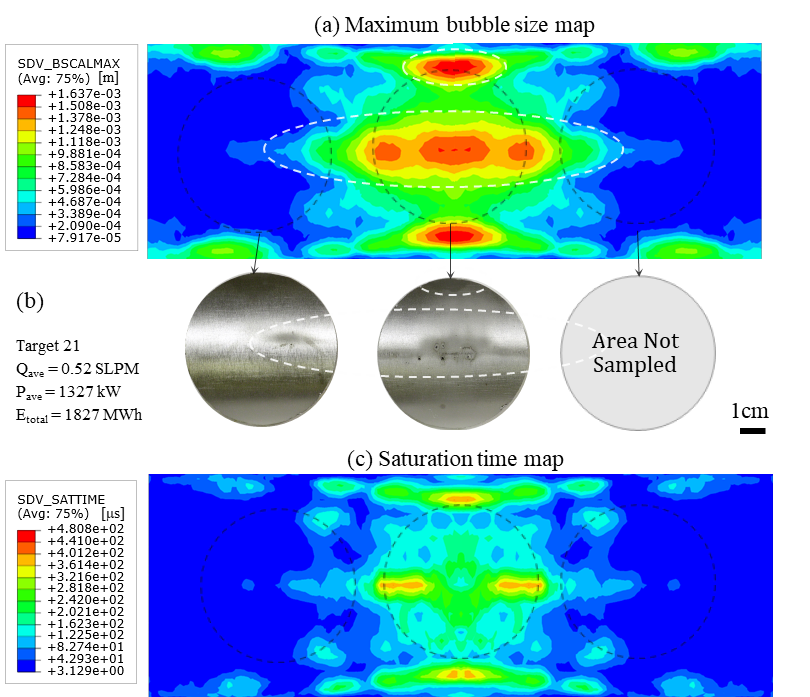 (a) Maximum bubble size map
SDV_BSCALMAX
(Avg: 75%) [m]
+1.637e-03
+1.508e-03
+1.378e-03
+1.248e-03
+1.118e-03
+9.881e-04
+8.583e-04
+7.284e-04
+5.986e-04
+4.687e-04
+3.389e-04
+2.090e-04
+7.917e-05
(b)
Target 21
Qave = 0.52 SLPM
Pave = 1327 kW
Etotal = 1827 MWh
Area Not
Sampled
1cm
(c) Saturation time map
SDV_SATTIME
(Avg: 75%) [μs]
+4.808e+02
+4.410e+02
+4.012e+02
+3.614e+02
+3.216e+02
+2.818e+02
+2.420e+02
+2.021e+02
+1.623e+02
+1.225e+02
+8.274e+01
+4.293e+01
+3.129e+00